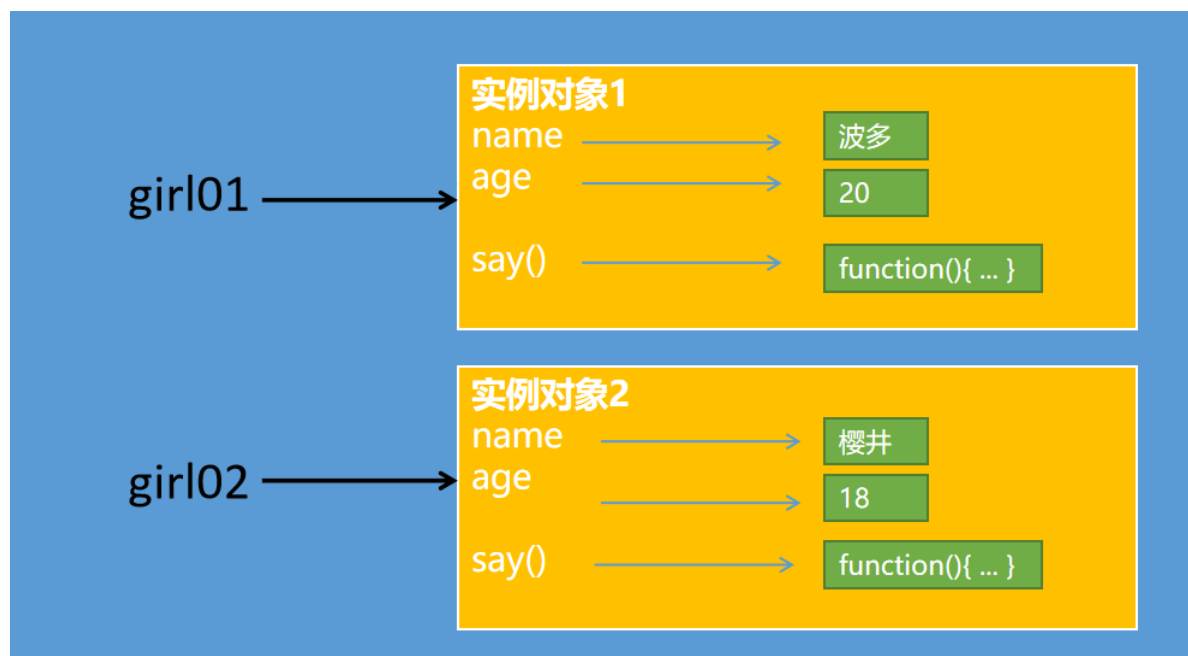 实例对象1
name
波多
age
20
girl01
say()
function(){ ... }
实例对象2
name
樱井
age
18
girl02
say()
function(){ ... }